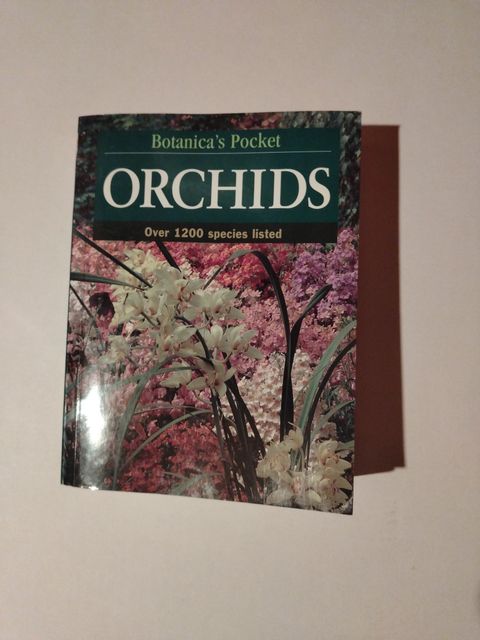 Botanica's Pocket
ORCHIDS
Over 1200 species listed